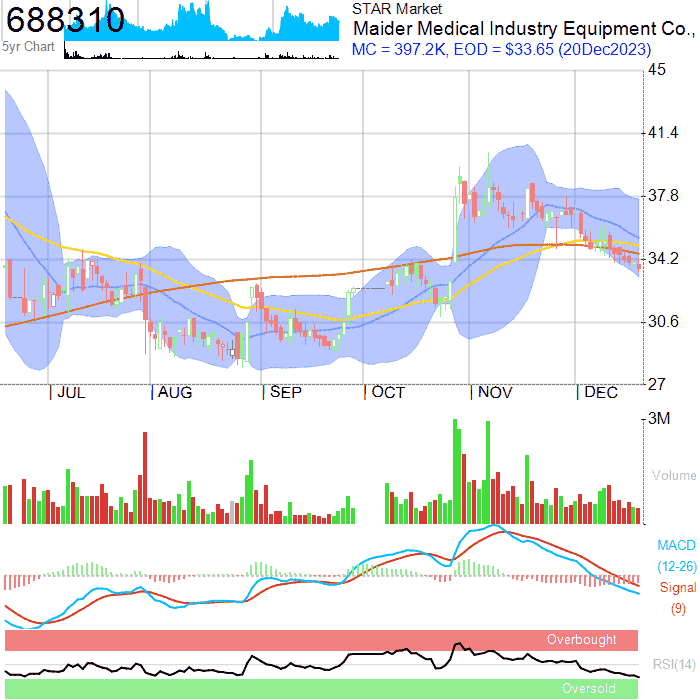 688310
5yr Chart
STAR Market
Maider Medical Industry Equipment Co.,
MC = 397.2K, EOD = $33.65 (20Dec2023)
45
41.4
37.8
34.2
30.6
27
JUL AUG SEP OCT NOV DEC
3M
Volume
MACD
(12-26)
Signal
(9)
Overbought
RSI(14)
Oversold